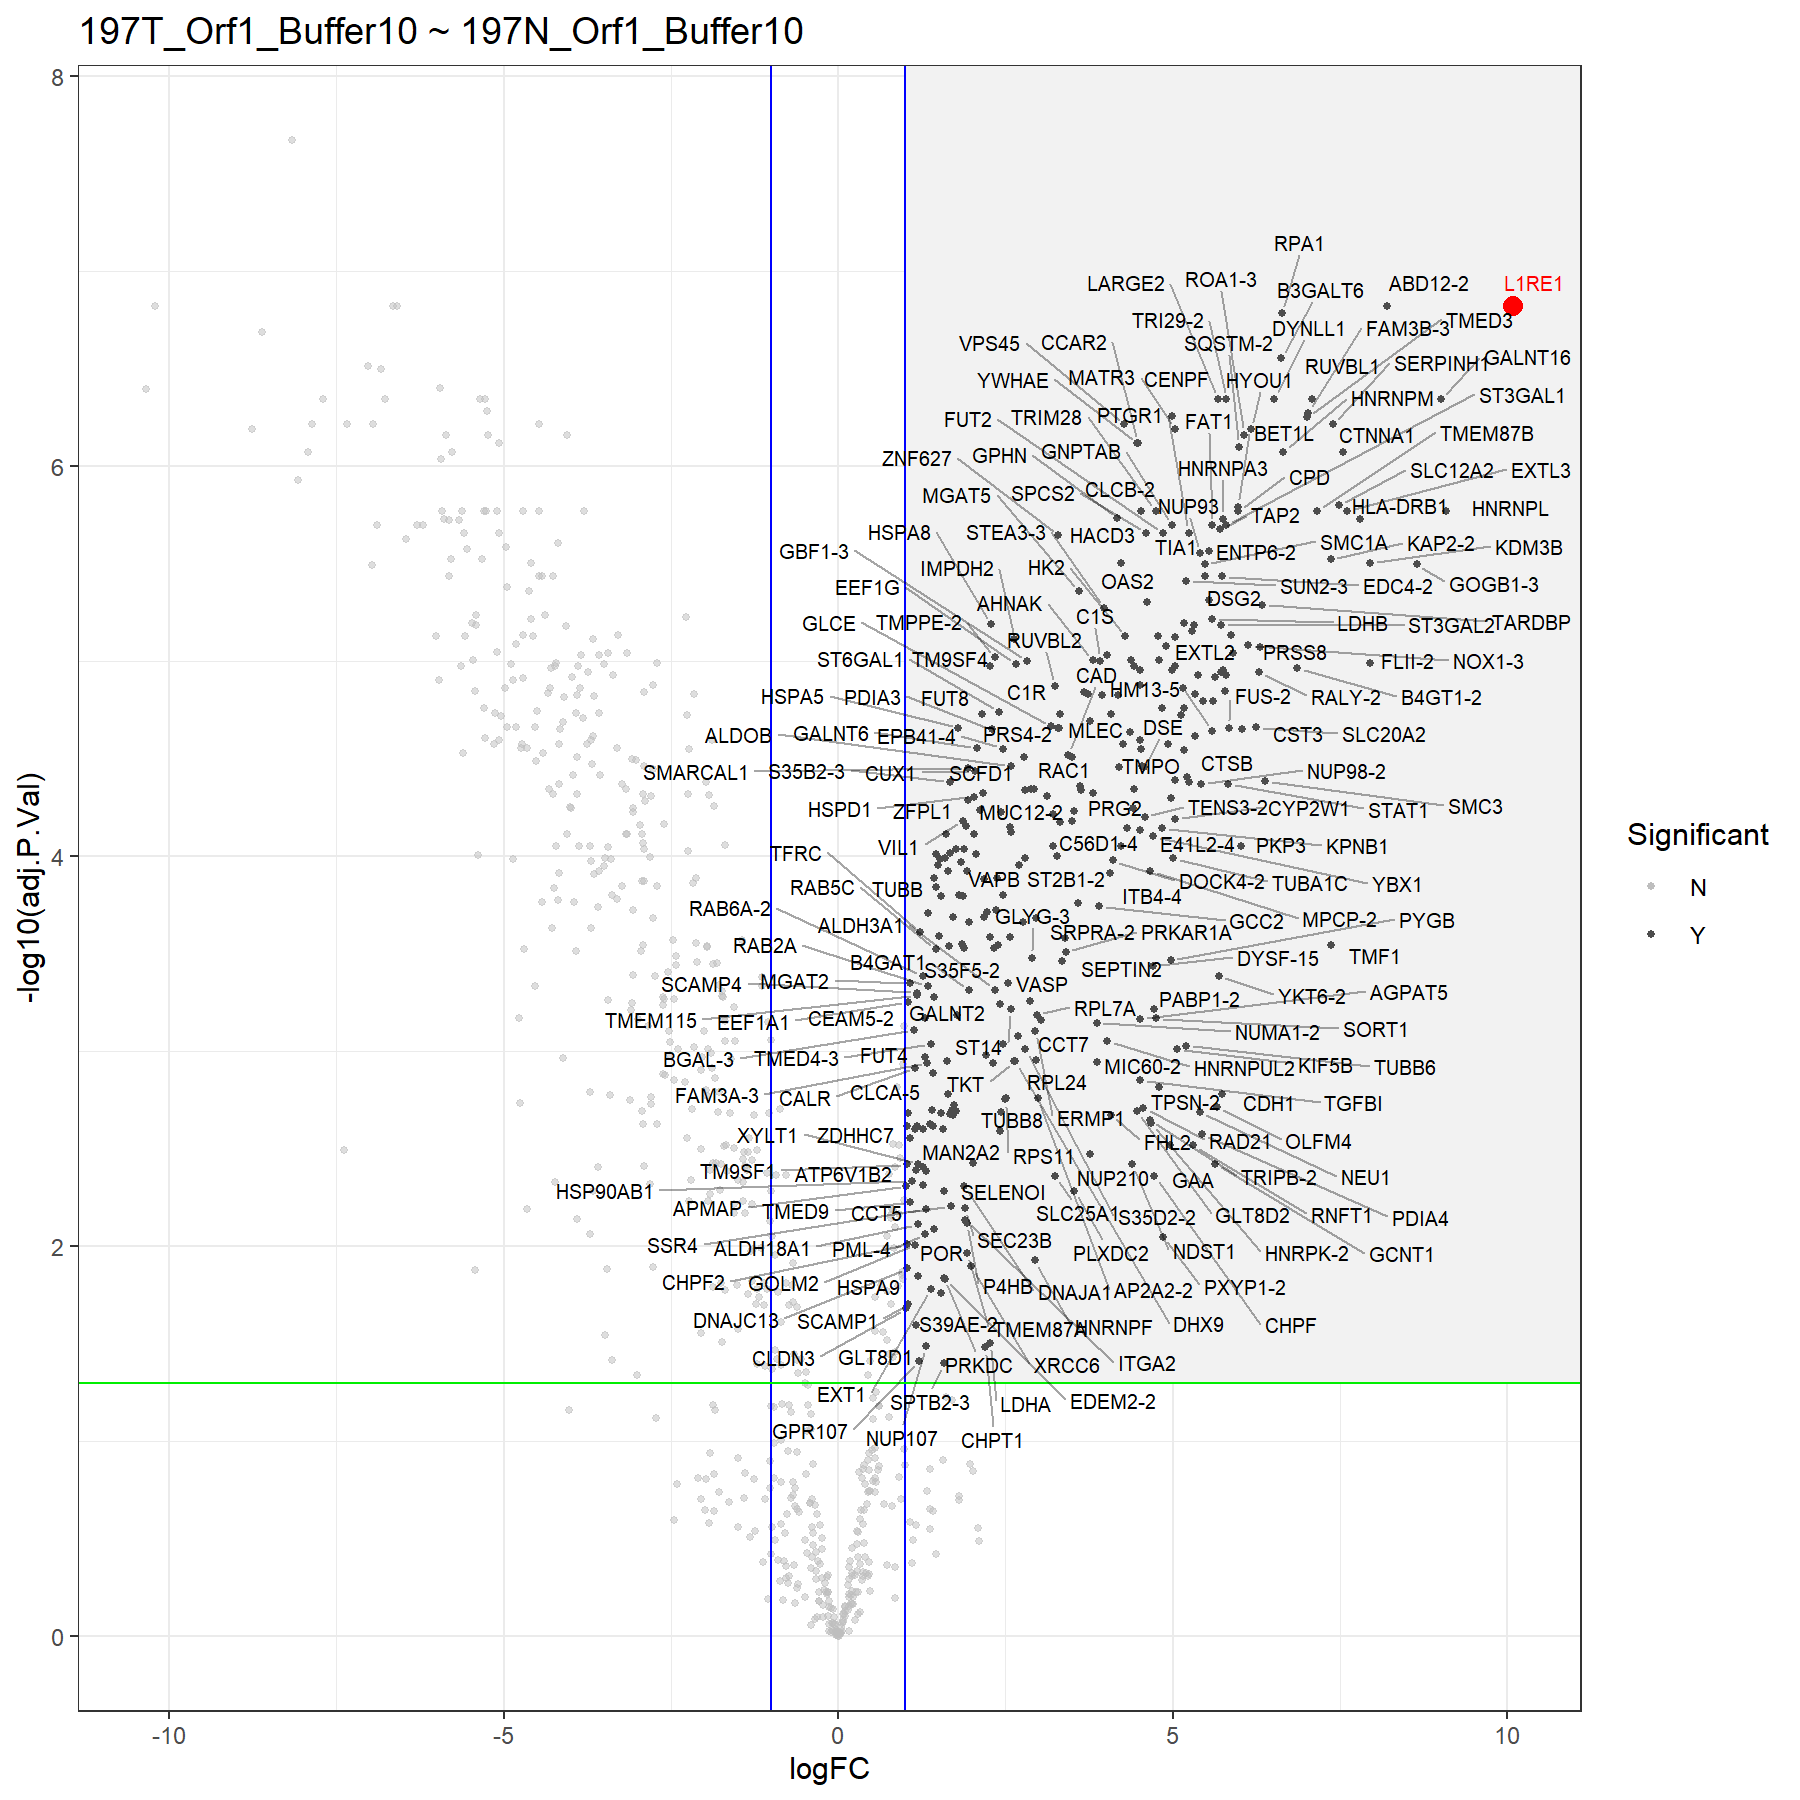 197T_Orf1_Buffer10 ~ 197N_Orf1_Buffer10
8
RPA1
LARGE2 ROA1-3 B3GALT6 ABD12-2 L1RE1
TRI29-2 DYNLL1 FAM3B-3 TMED3
VPS45 CCAR2 SQSTM-2 RUVBL1 SERPINH1 GALNT16
YWHAE MATR3 CENPF HYOU1 HNRNPM ST3GAL1
FUT2 TRIM28 PTGR1 FAT1 BET1L CTNNA1 TMEM87B
6
ZNF627 GPHN GNPTAB HNRNPA3 CPD SLC12A2 EXTL3
MGAT5 SPCS2 CLCB-2 NUP93 TAP2 HLA-DRB1 HNRNPL
HSPA8 STEA3-3 HACD3 TIA1 ENTP6-2 SMC1A KAP2-2 KDM3B
GBF1-3 IMPDH2 HK2 OAS2 SUN2-3 EDC4-2 GOGB1-3
EEF1G AHNAK C1S DSG2
GLCE TMPPE-2 RUVBL2 LDHB ST3GAL2 TARDBP
ST6GAL1 TM9SF4 CAD EXTL2 PRSS8 FLII-2 NOX1-3
HSPA5 PDIA3 FUT8 C1R HM13-5 FUS-2 RALY-2 B4GT1-2
ALDOB GALNT6 EPB41-4 PRS4-2 MLEC DSE CST3 SLC20A2
SMARCAL1 S35B2-3 CUX1 SCFD1 RAC1 TMPO CTSB NUP98-2
HSPD1 ZFPL1 MUC12-2 PRG2 TENS3-2 CYP2W1 STAT1 SMC3
4
VIL1 C56D1-4 E41L2-4 PKP3 KPNB1
TFRC
RAB5C TUBB VAPB ST2B1-2 ITB4-4 DOCK4-2 TUBA1C YBX1
RAB6A-2 ALDH3A1 GLYG-3 GCC2 MPCP-2 PYGB
RAB2A B4GAT1 SRPRA-2 PRKAR1A DYSF-15 TMF1
SCAMP4 MGAT2 S35F5-2 VASP SEPTIN2 YKT6-2 AGPAT5
TMEM115 EEF1A1 CEAM5-2 GALNT2 RPL7A PABP1-2 NUMA1-2 SORT1
BGAL-3 TMED4-3 FUT4 ST14 CCT7 MIC60-2 HNRNPUL2 KIF5B TUBB6
FAM3A-3 CALR CLCA-5 TKT RPL24 TPSN-2 CDH1 TGFBI
XYLT1 ZDHHC7 TUBB8 ERMP1 FHL2 RAD21 OLFM4
TM9SF1 ATP6V1B2 MAN2A2 RPS11 NUP210 GAA TRIPB-2 NEU1
HSP90AB1 SELENOI
APMAP TMED9 CCT5 SLC25A1 S35D2-2 GLT8D2 RNFT1 PDIA4
2
SSR4 ALDH18A1 PML-4 POR SEC23B PLXDC2 NDST1 HNRPK-2 GCNT1
CHPF2 GOLM2 HSPA9 P4HB DNAJA1 AP2A2-2 PXYP1-2
DNAJC13 SCAMP1 S39AE-2 TMEM87A HNRNPF DHX9 CHPF
CLDN3 GLT8D1 PRKDC XRCC6 ITGA2
EXT1 SPTB2-3 LDHA EDEM2-2
GPR107 NUP107 CHPT1
0
-10 -5 0 5 10
logFC
-log10(adj.P.Val)
Significant
N
Y